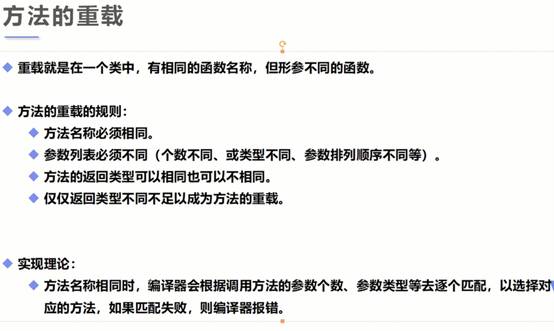 方法的重载
重载就是在一个类中，有相同的函数名称，但形参不同的函数。
方法的重载的规则：
方法名称必须相同。
参数列表必须不同（个数不同、或类型不同、参数排列顺序不同等）。
方法的返回类型可以相同也可以不相同。
仅仅返回类型不同不足以成为方法的重载。
实现理论：
方法名称相同时，编译器会根据调用方法的参数个数、参数类型等去逐个匹配，以选择对
应的方法，如果匹配失败，则编译器报错。